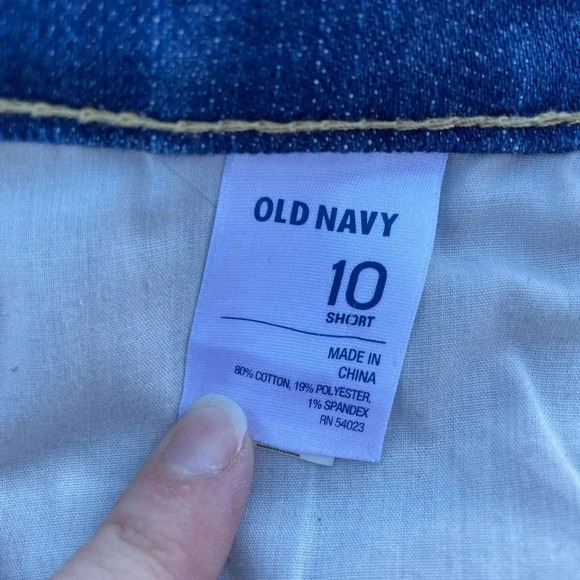 OLD NAVY
10
SHORT
MADE IN
CHINA
80% COTTON, 19% POLYESTER,
1% SPANDEX
RN 54023